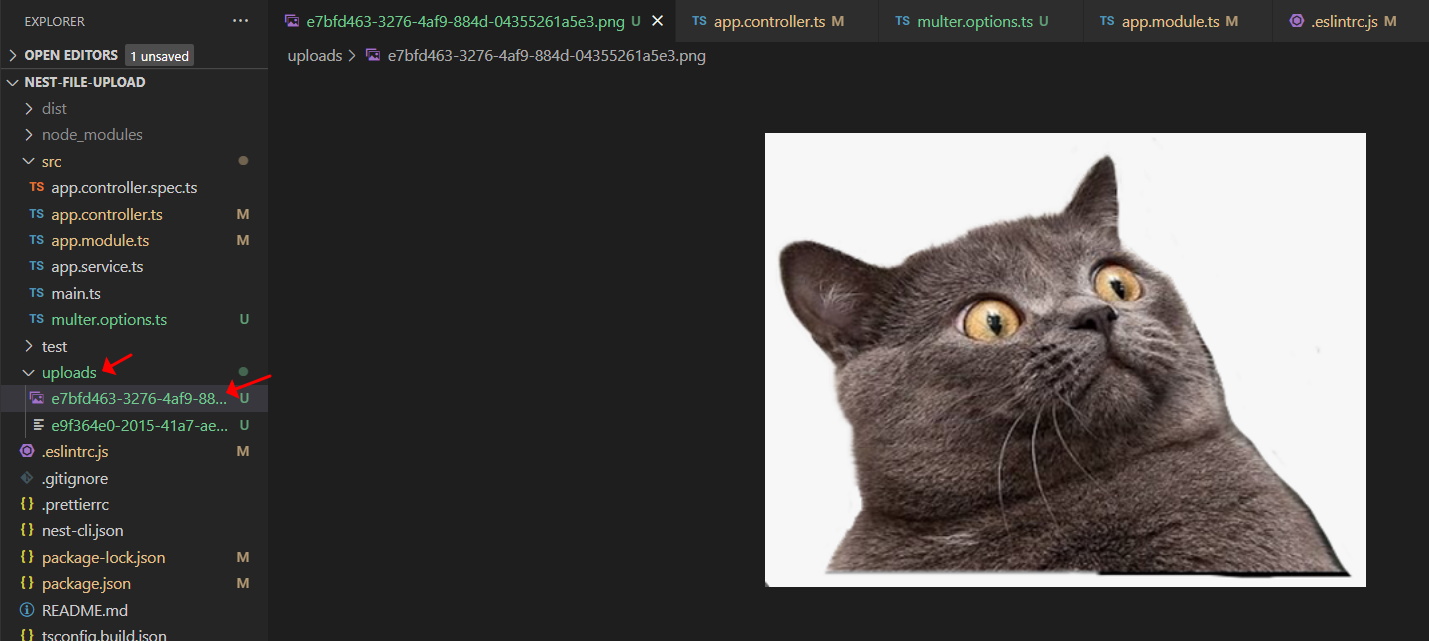 EXPLORER ...
OPEN EDITORS 1 unsaved
NEST-FILE-UPLOAD
dist
node_modules
src
TS app.controller.spec.ts
TS app.controller.ts M
TS app.module.ts M
TS app.service.ts
TS main.ts
TS multer.options.ts U
test
uploads
e7bfd463-3276-4af9-88... U
e9f364e0-2015-41a7-ae... U
.eslintrc.js M
.gitignore
{} .prettierrc
{} nest-cli.json
{} package-lock.json M
{} package.json M
README.md
{} tsconfig.build.json
e7bfd463-3276-4af9-884d-04355261a5e3.png U TS app.controller.ts M TS multer.options.ts U TS app.module.ts M .eslintrc.js M
uploads > e7bfd463-3276-4af9-884d-04355261a5e3.png